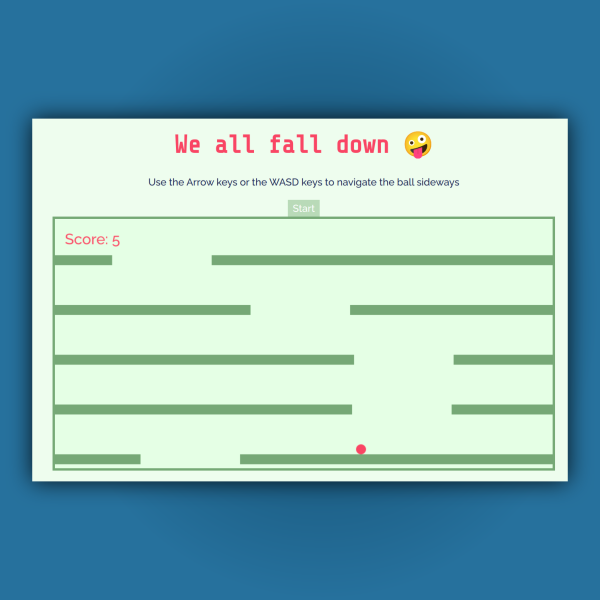 We all fall down 🤪
Use the Arrow keys or the WASD keys to navigate the ball sideways
Start
Score: 5